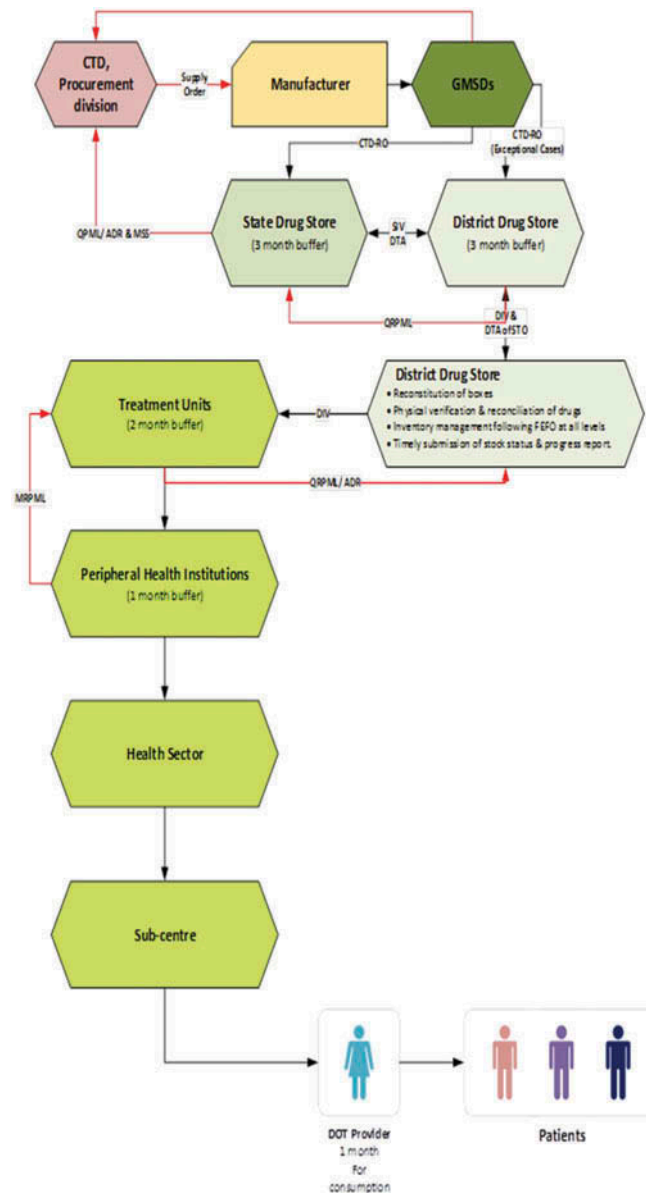 CTD,
Procurement
division
Supply
Order
Manufacturer
GMSDs
CTD-RO
CTD-RO
(Exceptional Cases)
State Drug Store
(3 month buffer)
SIV
DTA
District Drug Store
(3 month buffer)
QPML/ ADR & MSS
QRPML
DIV &
DTA of STO
District Drug Store
• Reconstitution of boxes
• Physical verification & reconciliation of drugs
• Inventory management following FEFO at all levels
• Timely submission of stock status & progress report.
Treatment Units
(2 month buffer)
DIV
QRPML/ ADR
MRPML
Peripheral Health Institutions
(1 month buffer)
Health Sector
Sub-centre
DOT Provider
1 month
For
consumption
Patients